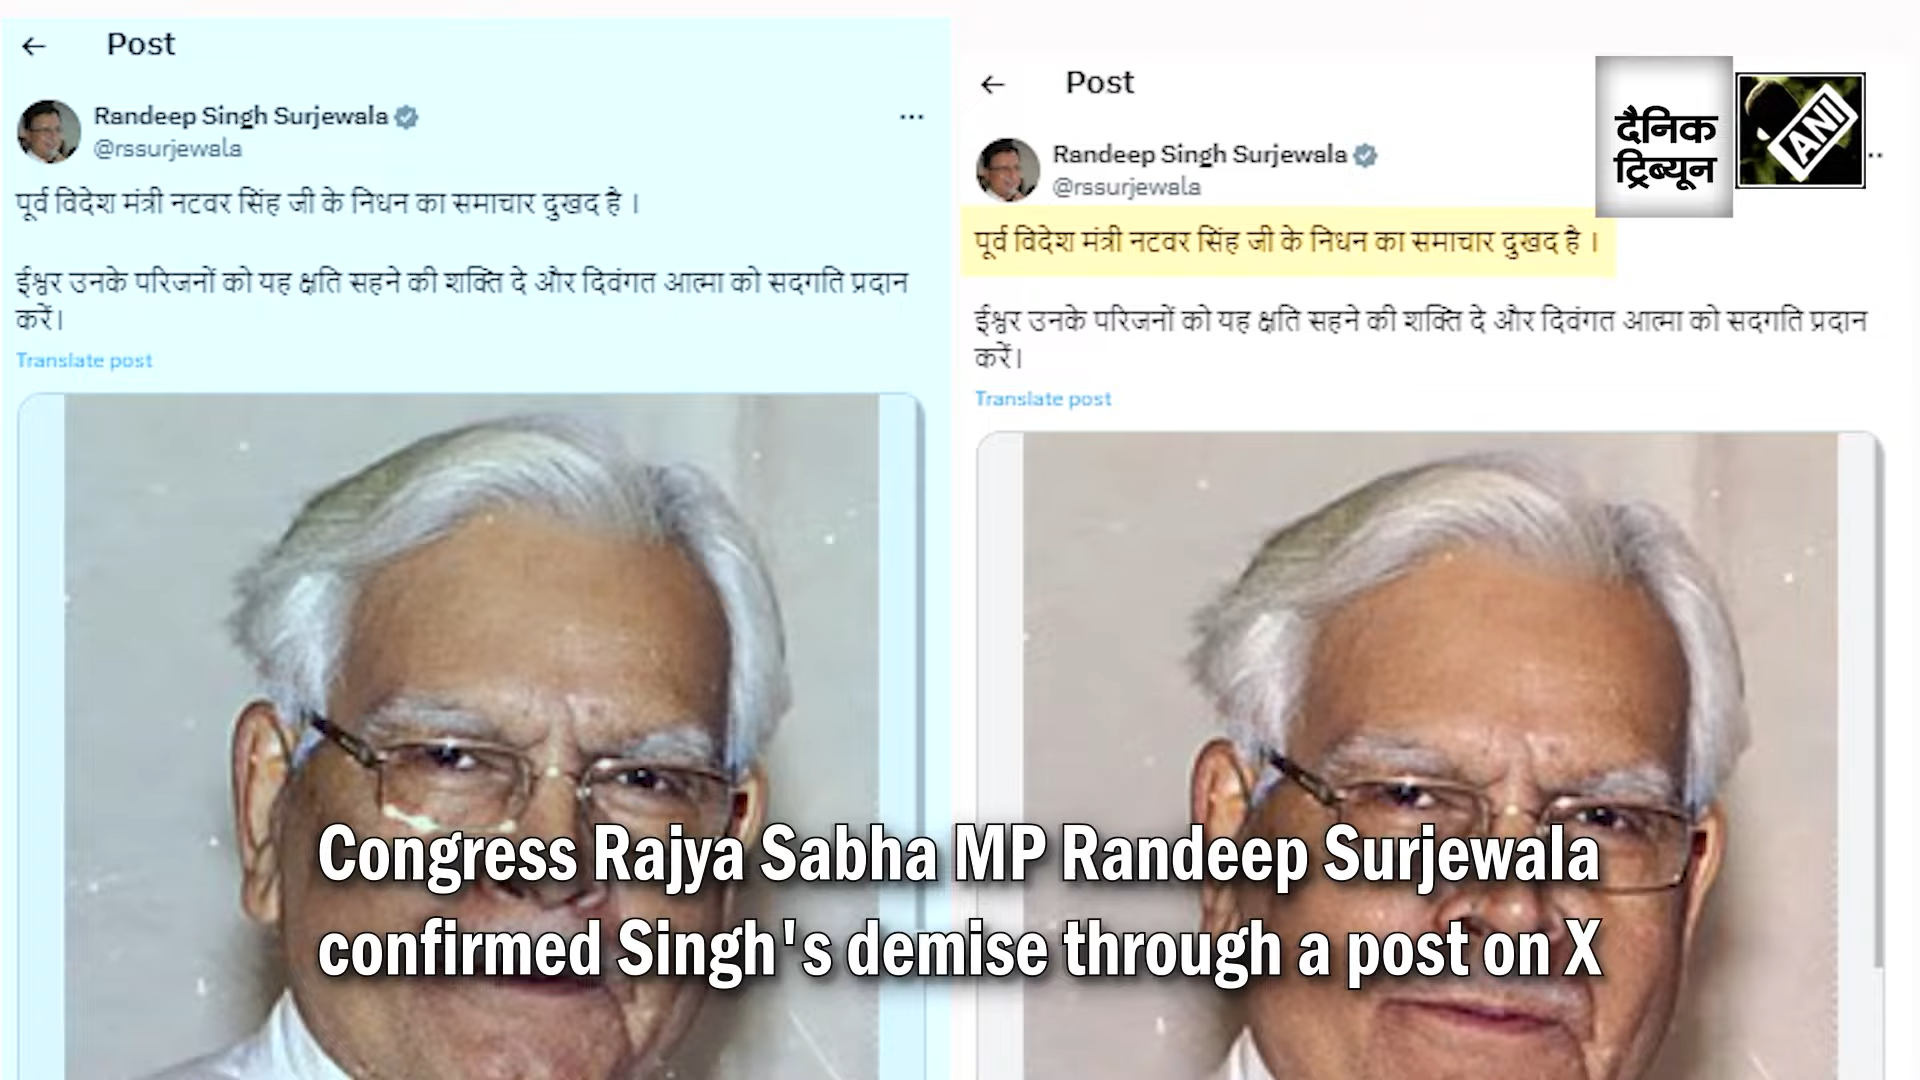 Post
Randeep Singh Surjewala
@rssurjewala
पूर्व विदेश मंत्री नटवर सिंह जी के निधन का समाचार दुखद है ।
ईश्वर उनके परिजनों को यह क्षति सहने की शक्ति दे और दिवंगत आत्मा को सदगति प्रदान
करें।
Translate post
Post
Randeep Singh Surjewala
@rssurjewala
पूर्व विदेश मंत्री नटवर सिंह जी के निधन का समाचार दुखद है ।
ईश्वर उनके परिजनों को यह क्षति सहने की शक्ति दे और दिवंगत आत्मा को सदगति प्रदान
करें।
Translate post
दैनिक
ट्रिब्यून
ANI
Congress Rajya Sabha MP Randeep Surjewala
confirmed Singh's demise through a post on X